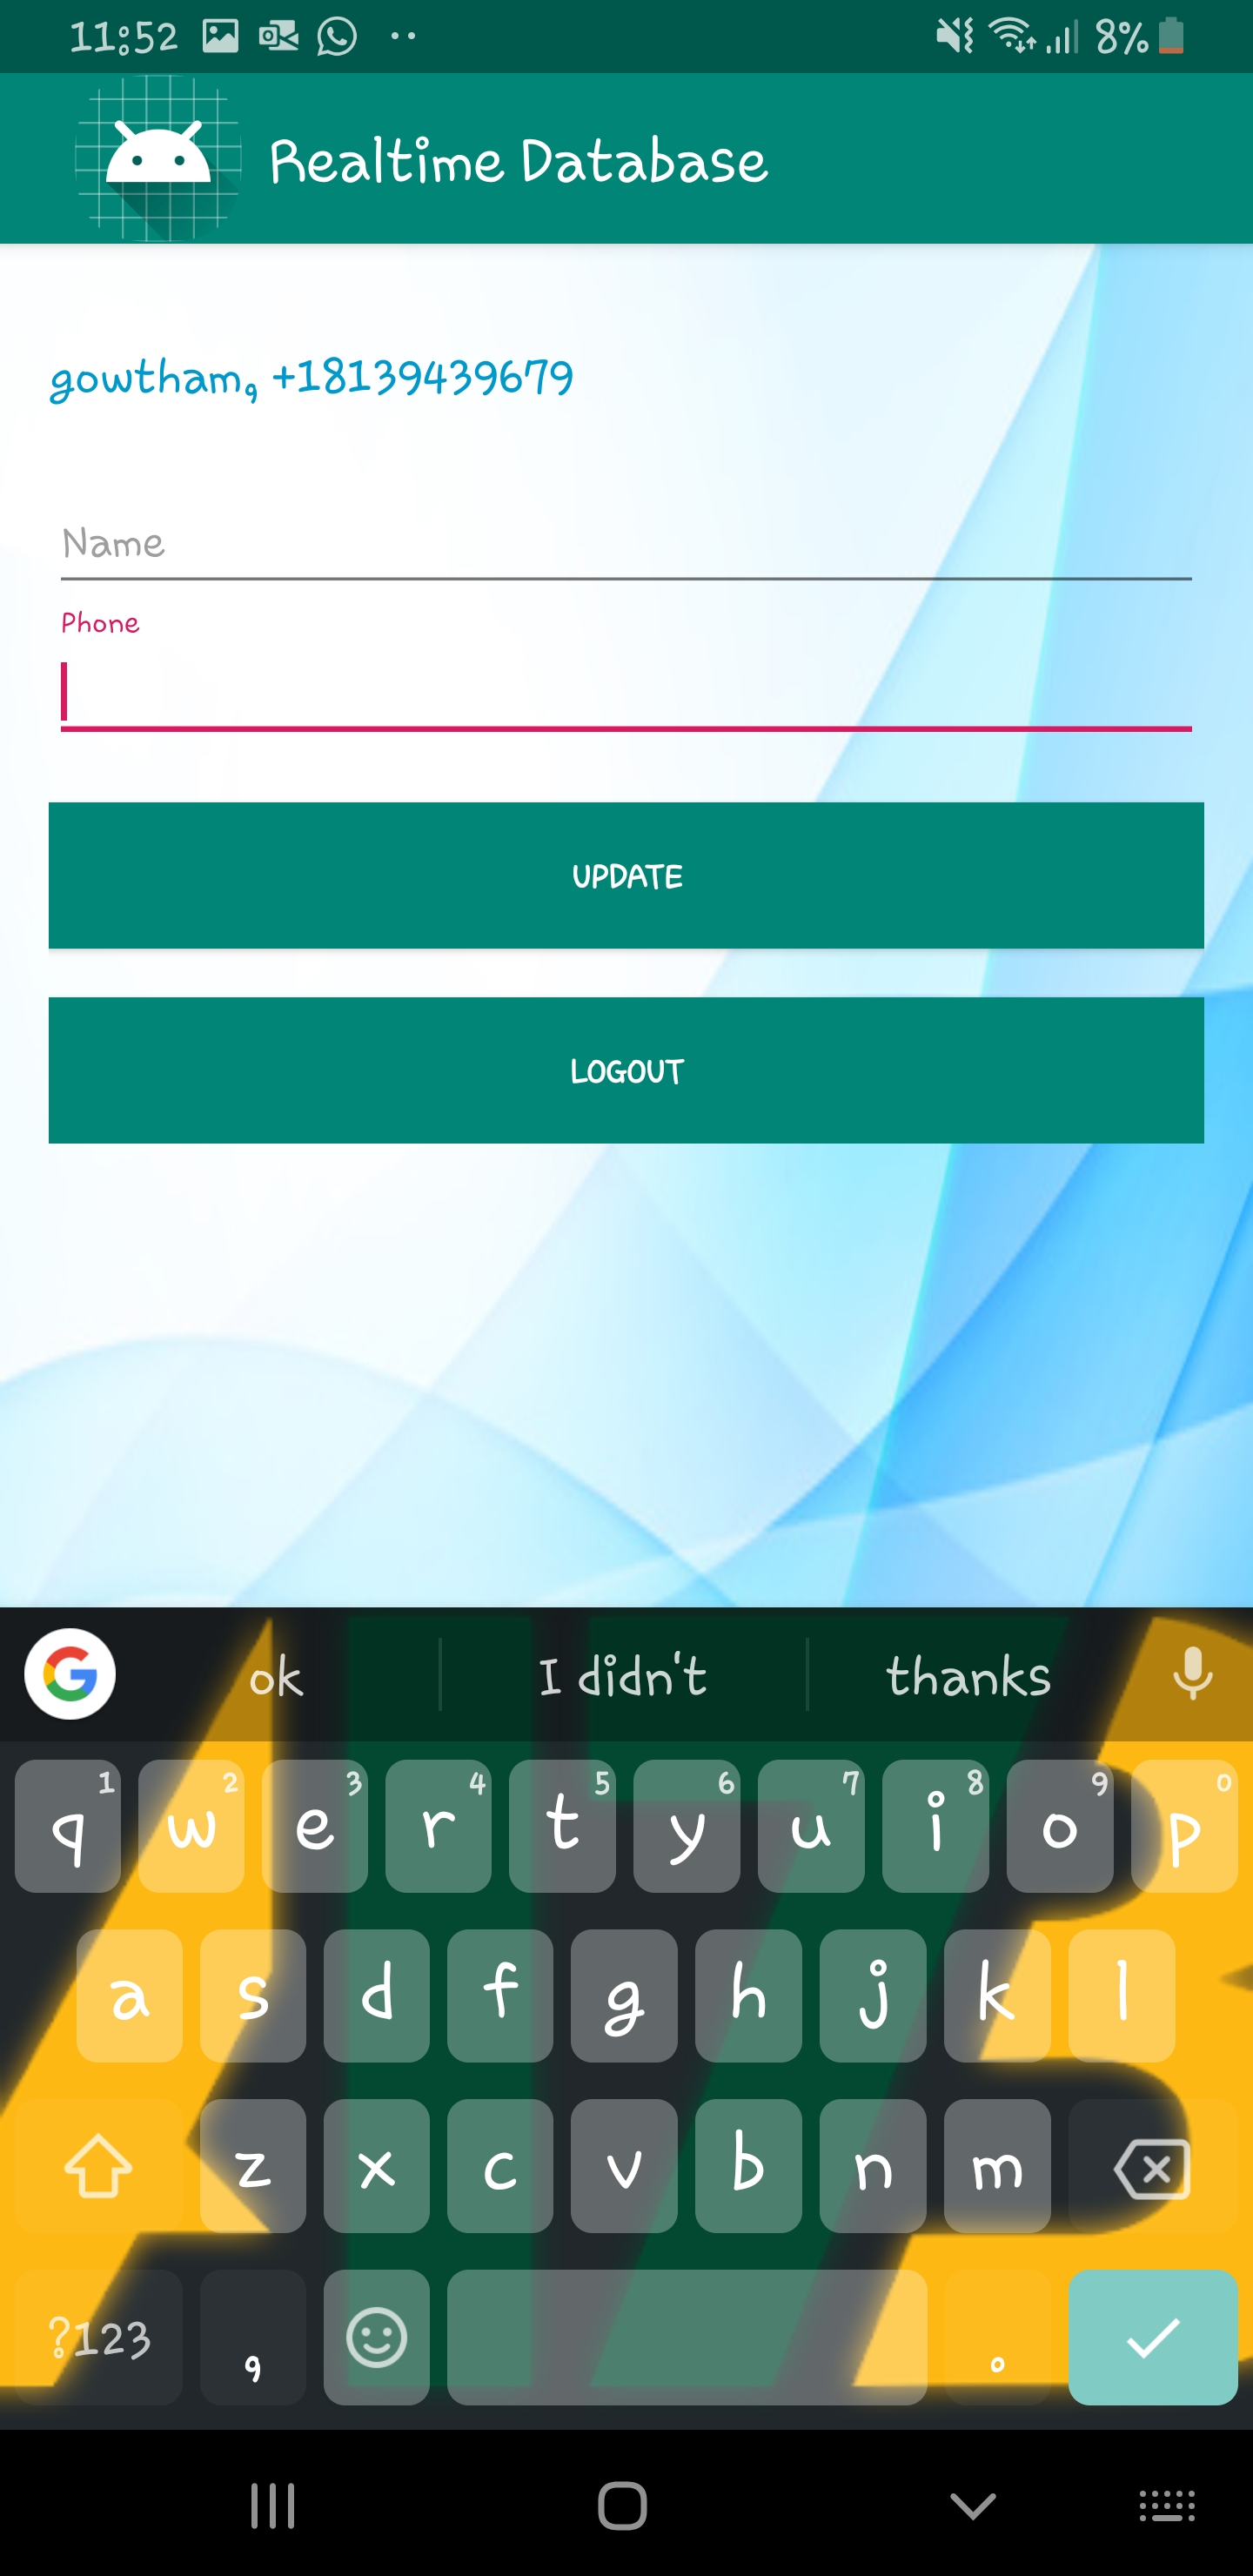 11:52 8%
Realtime Database
gowtham, +18139439679
Name
Phone
UPDATE
LOGOUT
ok I didn't thanks
1 2 3 4 5 6 7 8 9 0
q w e r t y u i o p
a s d f g h j k l
z x c v b n m
?123 , .